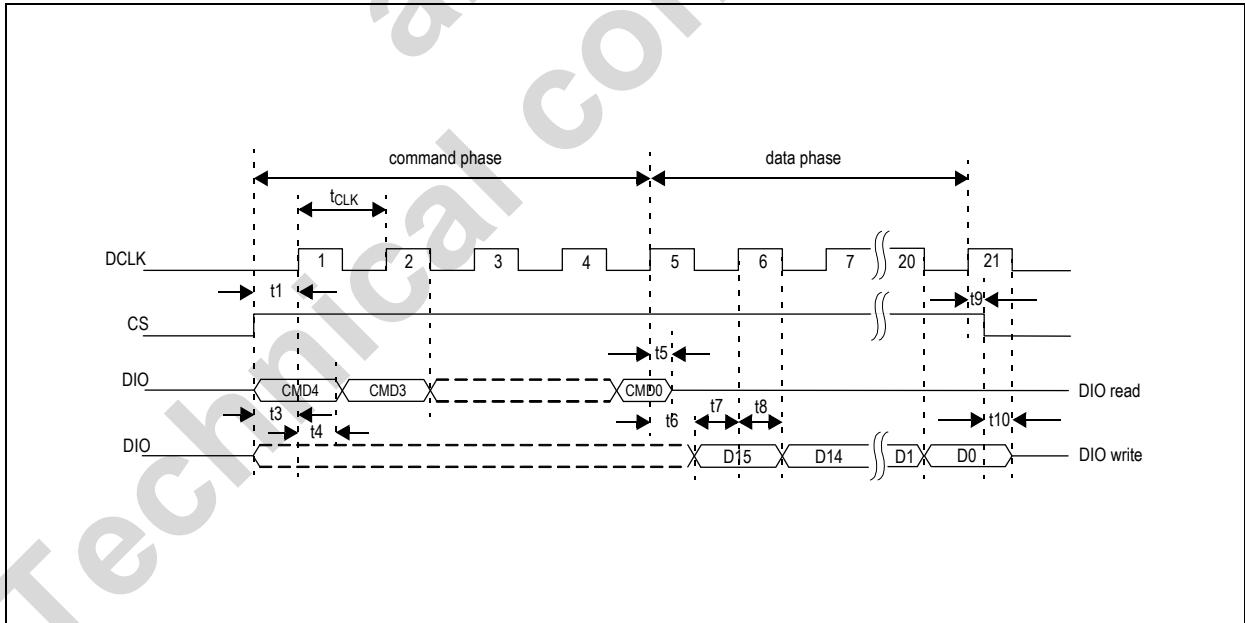 command phase
data phase
tCLK
DCLK
1
2
3
4
5
6
7
20
21
t1
t9
CS
t5
DIO
CMD4
CMD3
CMD0
DIO read
t3
t4
t6
t7
t8
t10
DIO
D15
D14
D1
D0
DIO write
Technical con